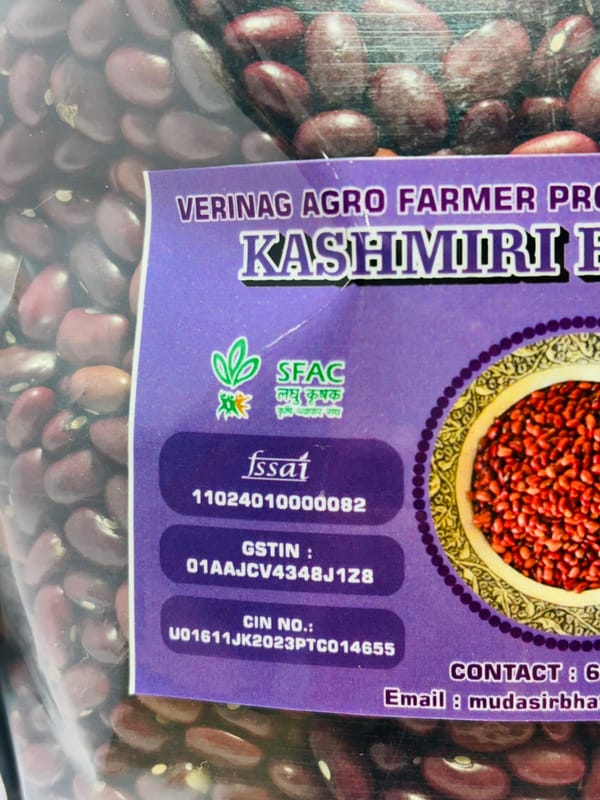 VERINAG AGRO FARMER PRO
KASHMIRI
SFAC
लघु कृषक
कृषि व्यापार संघ
fssai
11024010000082
GSTIN :
01AAJCV4348J1Z8
CIN NO.:
U01611JK2023PTC014655
CONTACT : 6
Email : mudasirbha